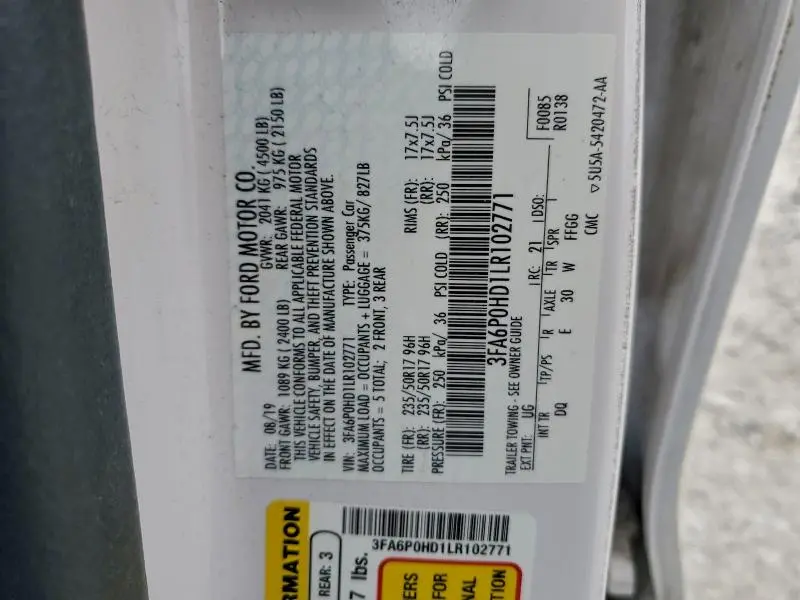 MFD. BY FORD MOTOR CO.
DATE: 08/19 GVWR: 2041 KG ( 4500 LB)
FRONT GAWR: 1089 KG ( 2400 LB) REAR GAWR: 975 KG ( 2150 LB)
THIS VEHICLE CONFORMS TO ALL APPLICABLE FEDERAL MOTOR
VEHICLE SAFETY, BUMPER, AND THEFT PREVENTION STANDARDS
IN EFFECT ON THE DATE OF MANUFACTURE SHOWN ABOVE.
VIN: 3FA6P0HD1LR102771 TYPE: Passenger Car
MAXIMUM LOAD = OCCUPANTS + LUGGAGE = 375KG/ 827LB
OCCUPANTS = 5 TOTAL; 2 FRONT, 3 REAR
TIRE (FR): 235/50R17 96H RIMS (FR): 17x7.5J
(RR): 235/50R17 96H (RR): 17x7.5J
PRESSURE (FR): 250 kPa/ 36 PSI COLD (RR): 250 kPa/ 36 PSI COLD
3FA6P0HD1LR102771
TRAILER TOWING - SEE OWNER GUIDE
EXT PNT: UG RC: 21 DSO: F0085
R0138
INT TR TP/PS R AXLE TR SPR
DQ E 30 W FFGG
CMC ▽ 5U5A-5420472-AA
RMATION
REAR: 3
7 lbs.
3FA6P0HD1LR102771
ERS FOR
NAL